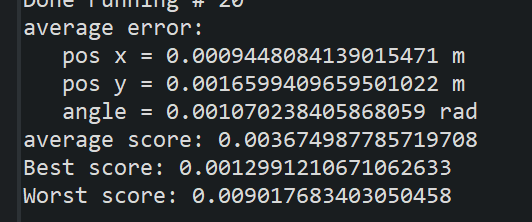 Done running # 20
average error:
pos x = 0.0009448084139015471 m
pos y = 0.0016599409659501022 m
angle = 0.001070238405868059 rad
average score: 0.003674987785719708
Best score: 0.0012991210671062633
Worst score: 0.009017683403050458